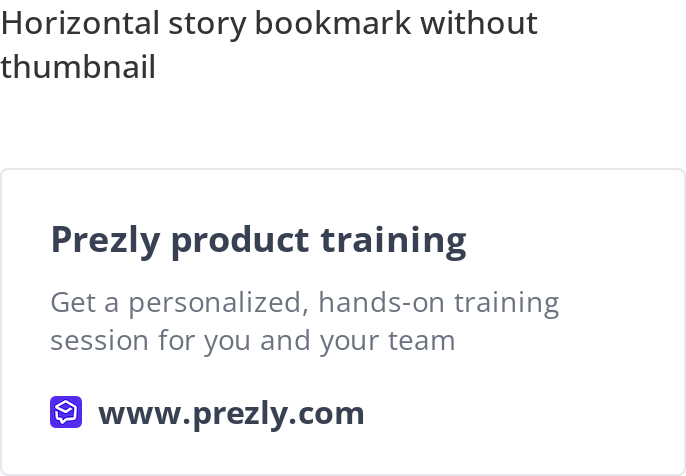 Horizontal story bookmark without
thumbnail
Prezly product training
Get a personalized, hands-on training
session for you and your team
www.prezly.com